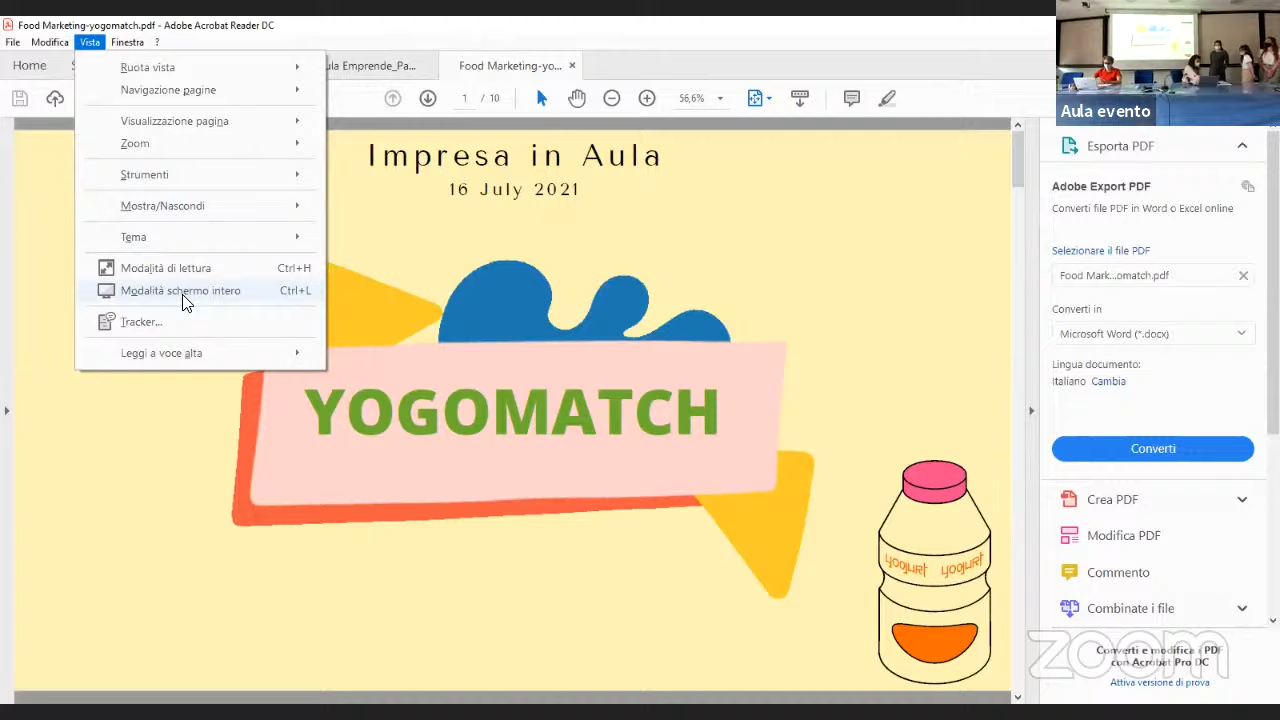 Food Marketing-yogomatch.pdf - Adobe Acrobat Reader DC
File Modifica Vista Finestra ?
Home
ula Emprende_Pa...
Food Marketing-yo... ×
1 / 10
56,6%
Ruota vista
Navigazione pagine
Visualizzazione pagina
Zoom
Strumenti
Mostra/Nascondi
Tema
Modalità di lettura Ctrl+H
Modalità schermo intero Ctrl+L
Tracker...
Leggi a voce alta
Impresa in Aula
16 July 2021
YOGOMATCH
yogurt yogurt
Aula evento
Esporta PDF
Adobe Export PDF
Converti file PDF in Word o Excel online
Selezionare il file PDF
Food Mark...omatch.pdf
Converti in
Microsoft Word (*.docx)
Lingua documento:
Italiano Cambia
Converti
Crea PDF
Modifica PDF
Commento
Combinate i file
Converti e modifica i PDF
con Acrobat Pro DC
Attiva versione di prova
zoom